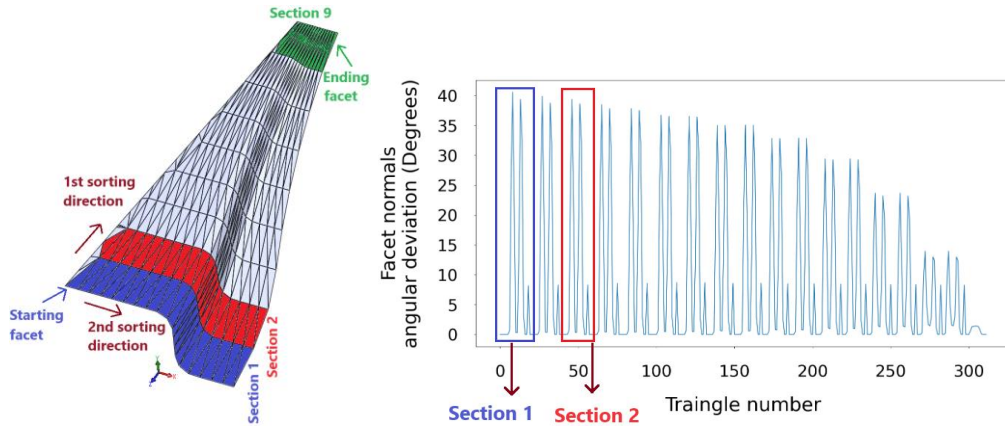 Section 9
Ending
facet
1st sorting
direction
Starting
facet
2nd sorting
direction
Section 1
Section 2
Y
X
Facet normals
angular deviation (Degrees)
40
35
30
25
20
15
10
5
0
0
50
100
150
200
250
300
Traingle number
Section 1
Section 2